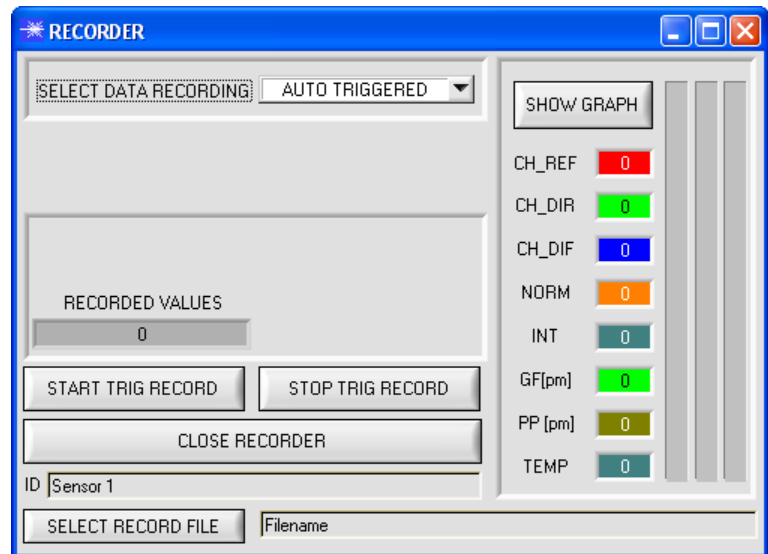 RECORDER
SELECT DATA RECORDING AUTO TRIGGERED
RECORDED VALUES
0
START TRIG RECORD STOP TRIG RECORD
CLOSE RECORDER
ID Sensor 1
SELECT RECORD FILE Filename
SHOW GRAPH
CH_REF 0
CH_DIR 0
CH_DIF 0
NORM 0
INT 0
GF[pm] 0
PP [pm] 0
TEMP 0